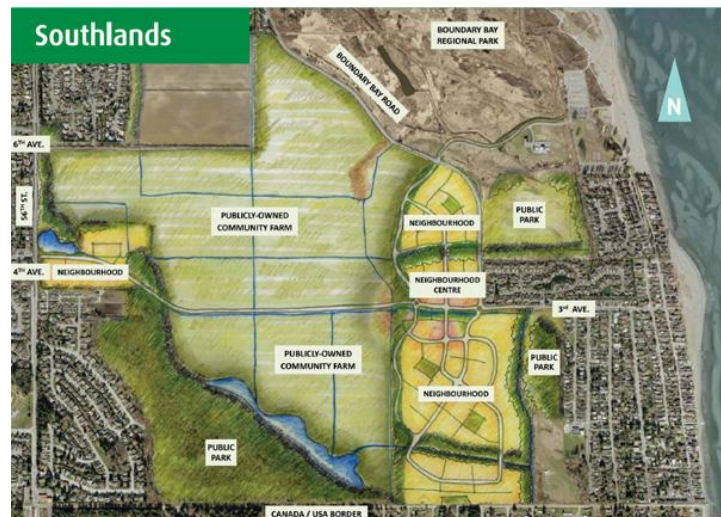 Southlands
BOUNDARY BAY
REGIONAL PARK
BOUNDARY BAY ROAD
N
6TH AVE.
56TH ST.
PUBLICLY-OWNED
COMMUNITY FARM
NEIGHBOURHOOD
PUBLIC
PARK
4TH AVE.
NEIGHBOURHOOD
NEIGHBOURHOOD
CENTRE
3rd AVE.
PUBLICLY-OWNED
COMMUNITY FARM
PUBLIC
PARK
NEIGHBOURHOOD
PUBLIC
PARK
CANADA / USA BORDER